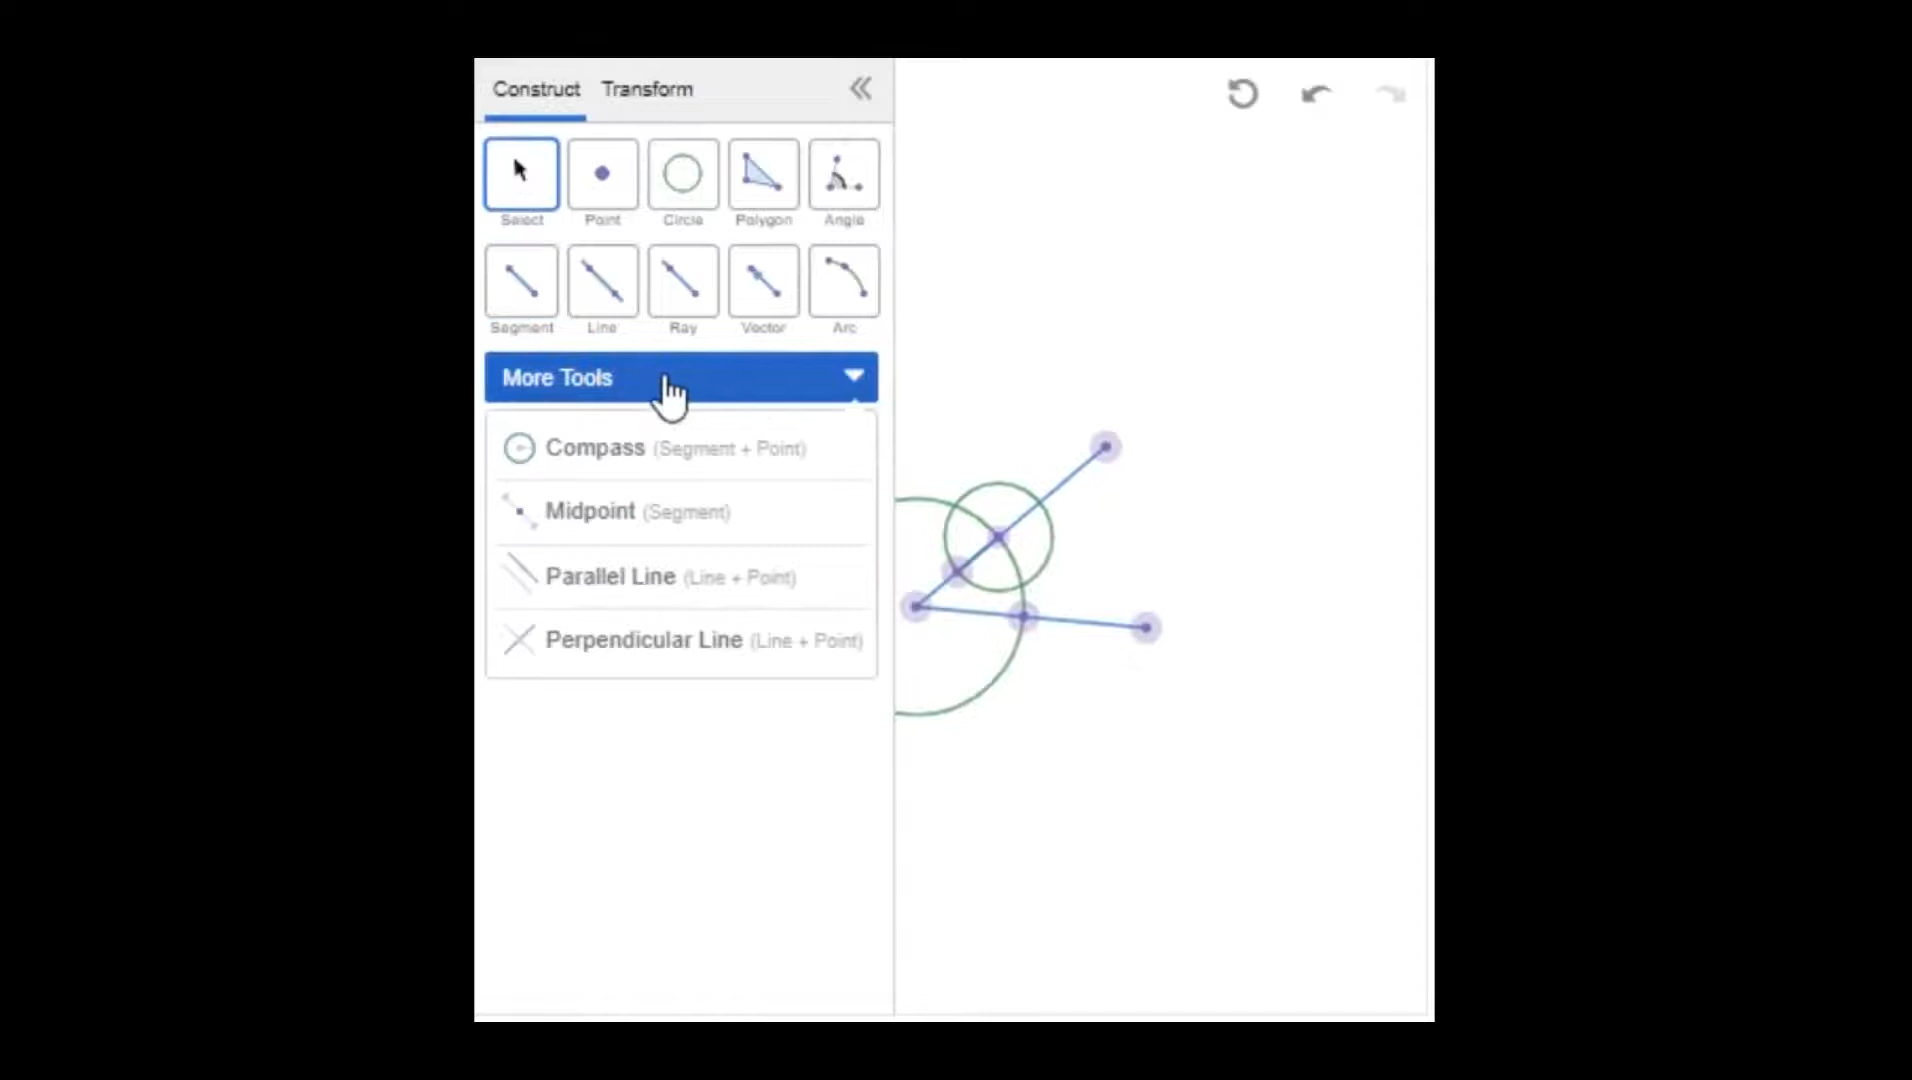 Construct Transform
Select Point Circle Polygon Angle
Segment Line Ray Vector Arc
More Tools
Compass (Segment + Point)
Midpoint (Segment)
Parallel Line (Line + Point)
Perpendicular Line (Line + Point)